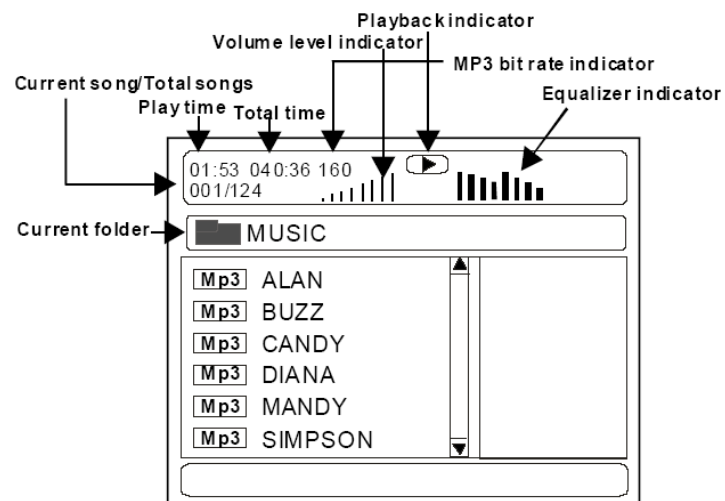 Playback indicator
Volume level indicator
MP3 bit rate indicator
Current song/Total songs
Equalizer indicator
Play time Total time
01:53 040:36 160
001/124
Current folder
MUSIC
Mp3 ALAN
Mp3 BUZZ
Mp3 CANDY
Mp3 DIANA
Mp3 MANDY
Mp3 SIMPSON